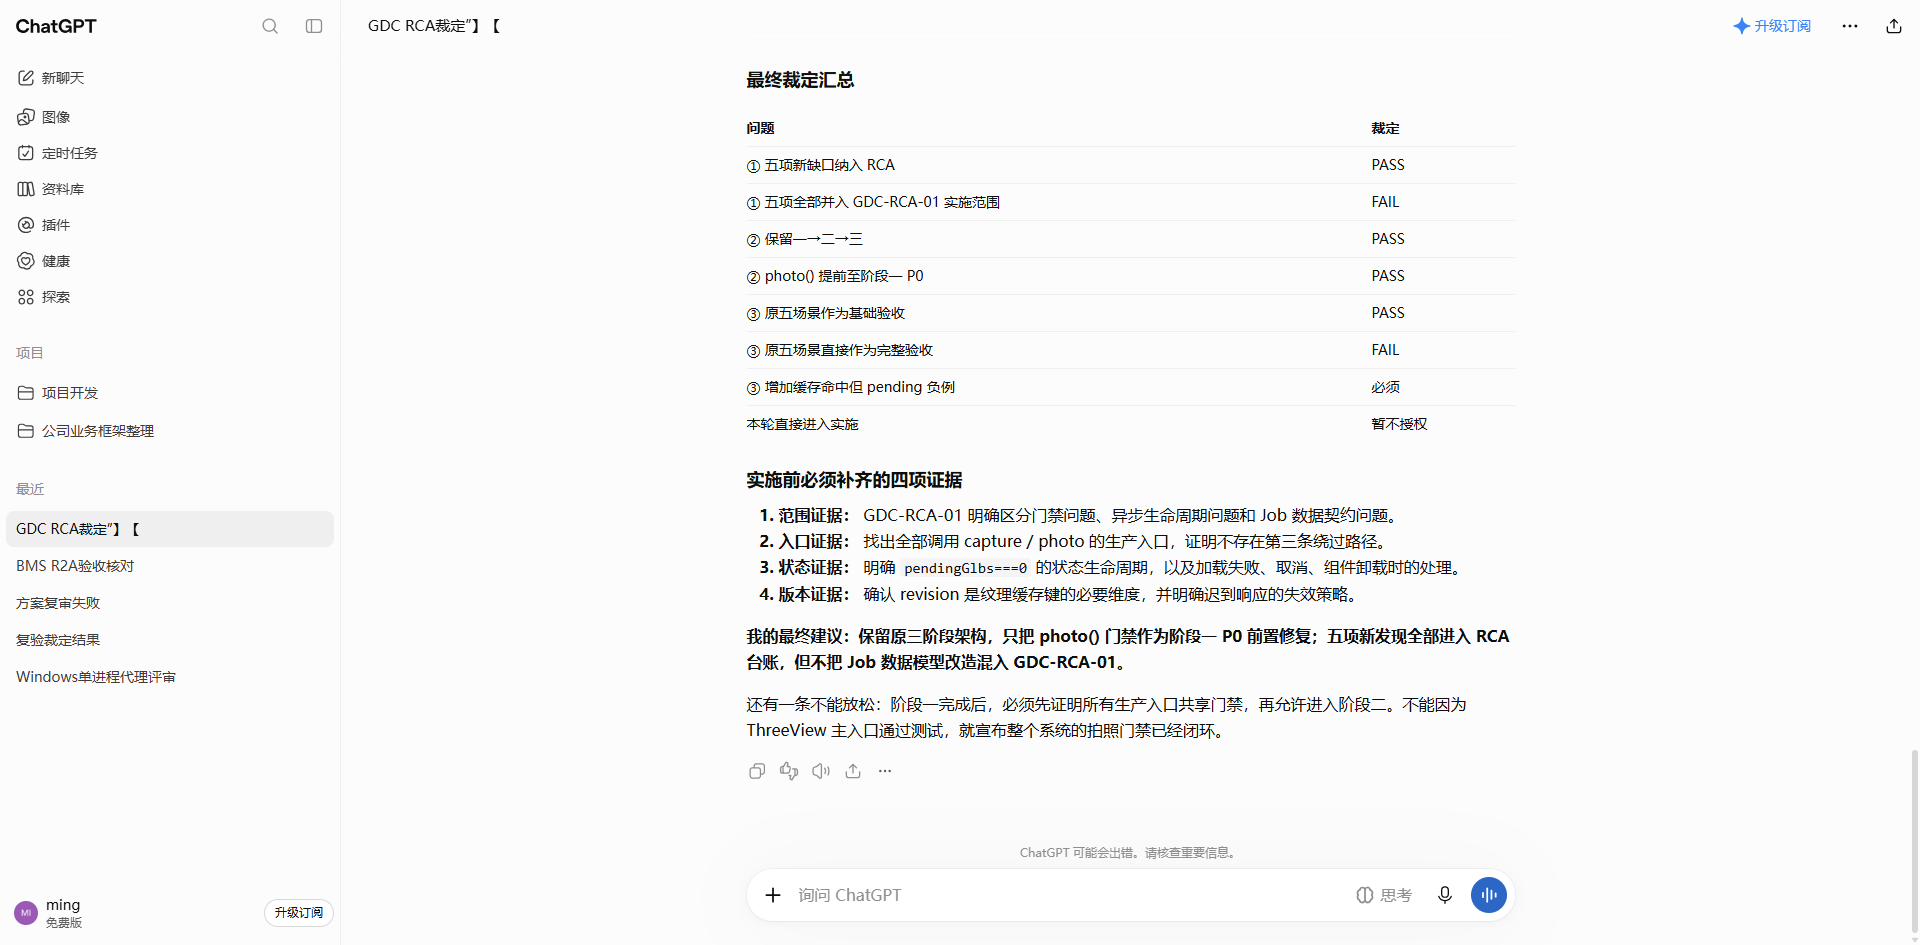 ChatGPT
新聊天
图像
定时任务
资料库
插件
健康
探索
项目
项目开发
公司业务框架整理
最近
GDC RCA裁定”】【
BMS R2A验收核对
方案复审失败
复验裁定结果
Windows单进程代理评审
MI
ming
免费版
升级订阅
GDC RCA裁定”】【
升级订阅
最终裁定汇总
问题 裁定
① 五项新缺口纳入 RCA PASS
① 五项全部并入 GDC-RCA-01 实施范围 FAIL
② 保留一→二→三 PASS
② photo() 提前至阶段一 P0 PASS
③ 原五场景作为基础验收 PASS
③ 原五场景直接作为完整验收 FAIL
③ 增加缓存命中但 pending 负例 必须
本轮直接进入实施 暂不授权
实施前必须补齐的四项证据
1. 范围证据： GDC-RCA-01 明确区分门禁问题、异步生命周期问题和 Job 数据契约问题。
2. 入口证据： 找出全部调用 capture / photo 的生产入口，证明不存在第三条绕过路径。
3. 状态证据： 明确 pendingGlbs===0 的状态生命周期，以及加载失败、取消、组件卸载时的处理。
4. 版本证据： 确认 revision 是纹理缓存键的必要维度，并明确迟到响应的失效策略。
我的最终建议：保留原三阶段架构，只把 photo() 门禁作为阶段一 P0 前置修复；五项新发现全部进入 RCA
台账，但不把 Job 数据模型改造混入 GDC-RCA-01。
还有一条不能放松：阶段一完成后，必须先证明所有生产入口共享门禁，再允许进入阶段二。不能因为
ThreeView 主入口通过测试，就宣布整个系统的拍照门禁已经闭环。
ChatGPT 可能会出错。请核查重要信息。
询问 ChatGPT
思考